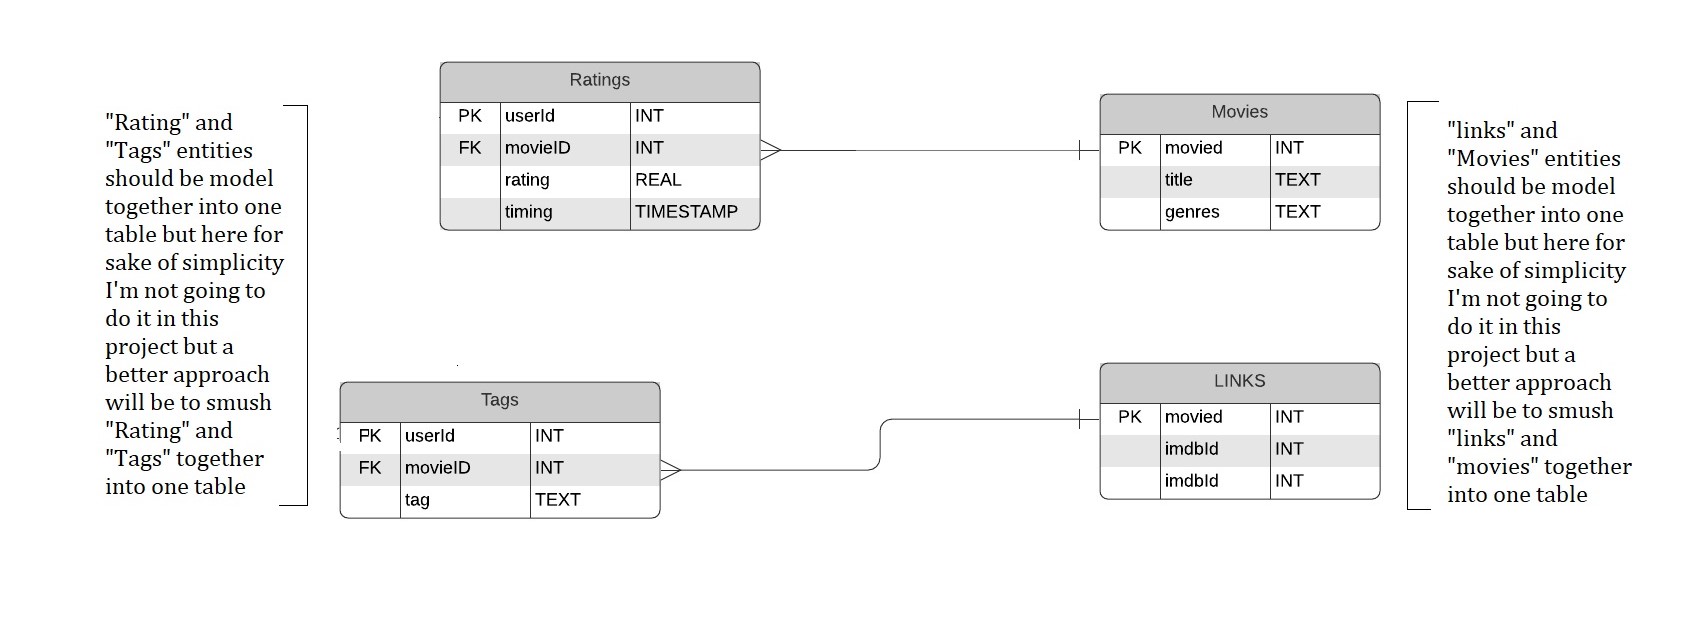 "Rating" and
"Tags" entities
should be model
together into one
table but here for
sake of simplicity
I'm not going to
do it in this
project but a
better approach
will be to smush
"Rating" and
"Tags" together
into one table
Ratings
PK userId INT
FK movieID INT
rating REAL
timing TIMESTAMP
Movies
PK movied INT
title TEXT
genres TEXT
Tags
PK userId INT
FK movieID INT
tag TEXT
LINKS
PK movied INT
imdbId INT
imdbId INT
"links" and
"Movies" entities
should be model
together into one
table but here for
sake of simplicity
I'm not going to
do it in this
project but a
better approach
will be to smush
"links" and
"movies" together
into one table